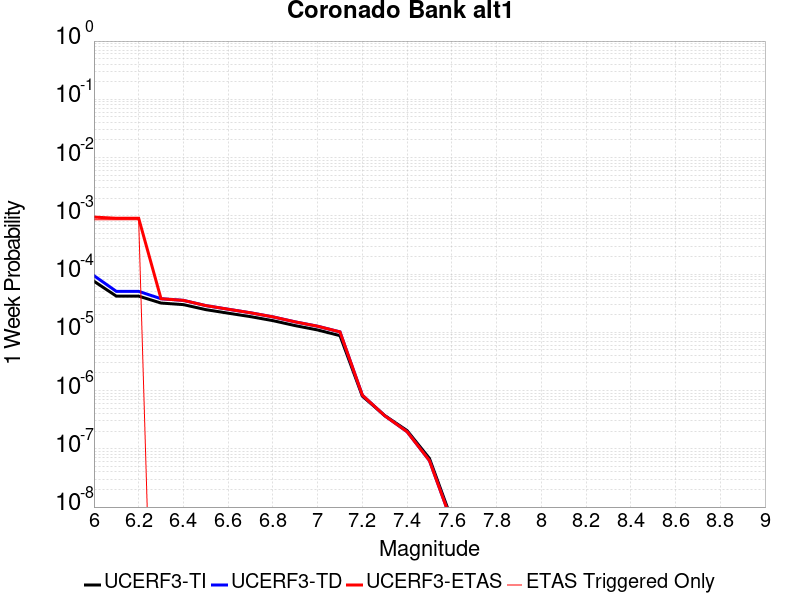 Coronado Bank alt1
10^0
10^-1
10^-2
10^-3
10^-4
10^-5
10^-6
10^-7
10^-8
1 Week Probability
6 6.2 6.4 6.6 6.8 7 7.2 7.4 7.6 7.8 8 8.2 8.4 8.6 8.8 9
Magnitude
UCERF3-TI UCERF3-TD UCERF3-ETAS ETAS Triggered Only